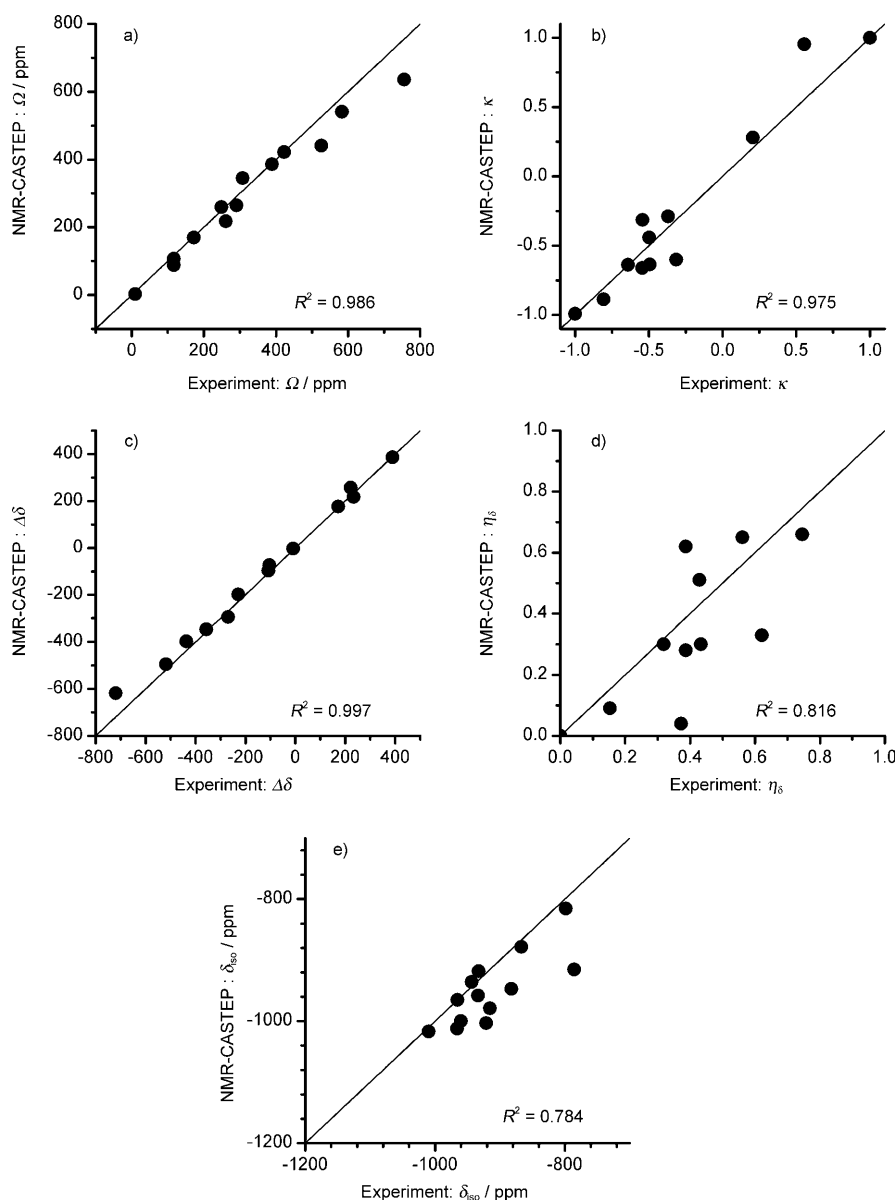 a)
NMR-CASTEP : Ω / ppm
800
600
400
200
0
R² = 0.986
0 200 400 600 800
Experiment: Ω / ppm
b)
NMR-CASTEP : κ
1.0
0.5
0.0
-0.5
-1.0
R² = 0.975
-1.0 -0.5 0.0 0.5 1.0
Experiment: κ
c)
NMR-CASTEP : Δδ
400
200
0
-200
-400
-600
-800
R² = 0.997
-800 -600 -400 -200 0 200 400
Experiment: Δδ
d)
NMR-CASTEP : ηδ
1.0
0.8
0.6
0.4
0.2
0.0
R² = 0.816
0.0 0.2 0.4 0.6 0.8 1.0
Experiment: ηδ
e)
NMR-CASTEP : δiso / ppm
-800
-1000
-1200
R² = 0.784
-1200 -1000 -800
Experiment: δiso / ppm